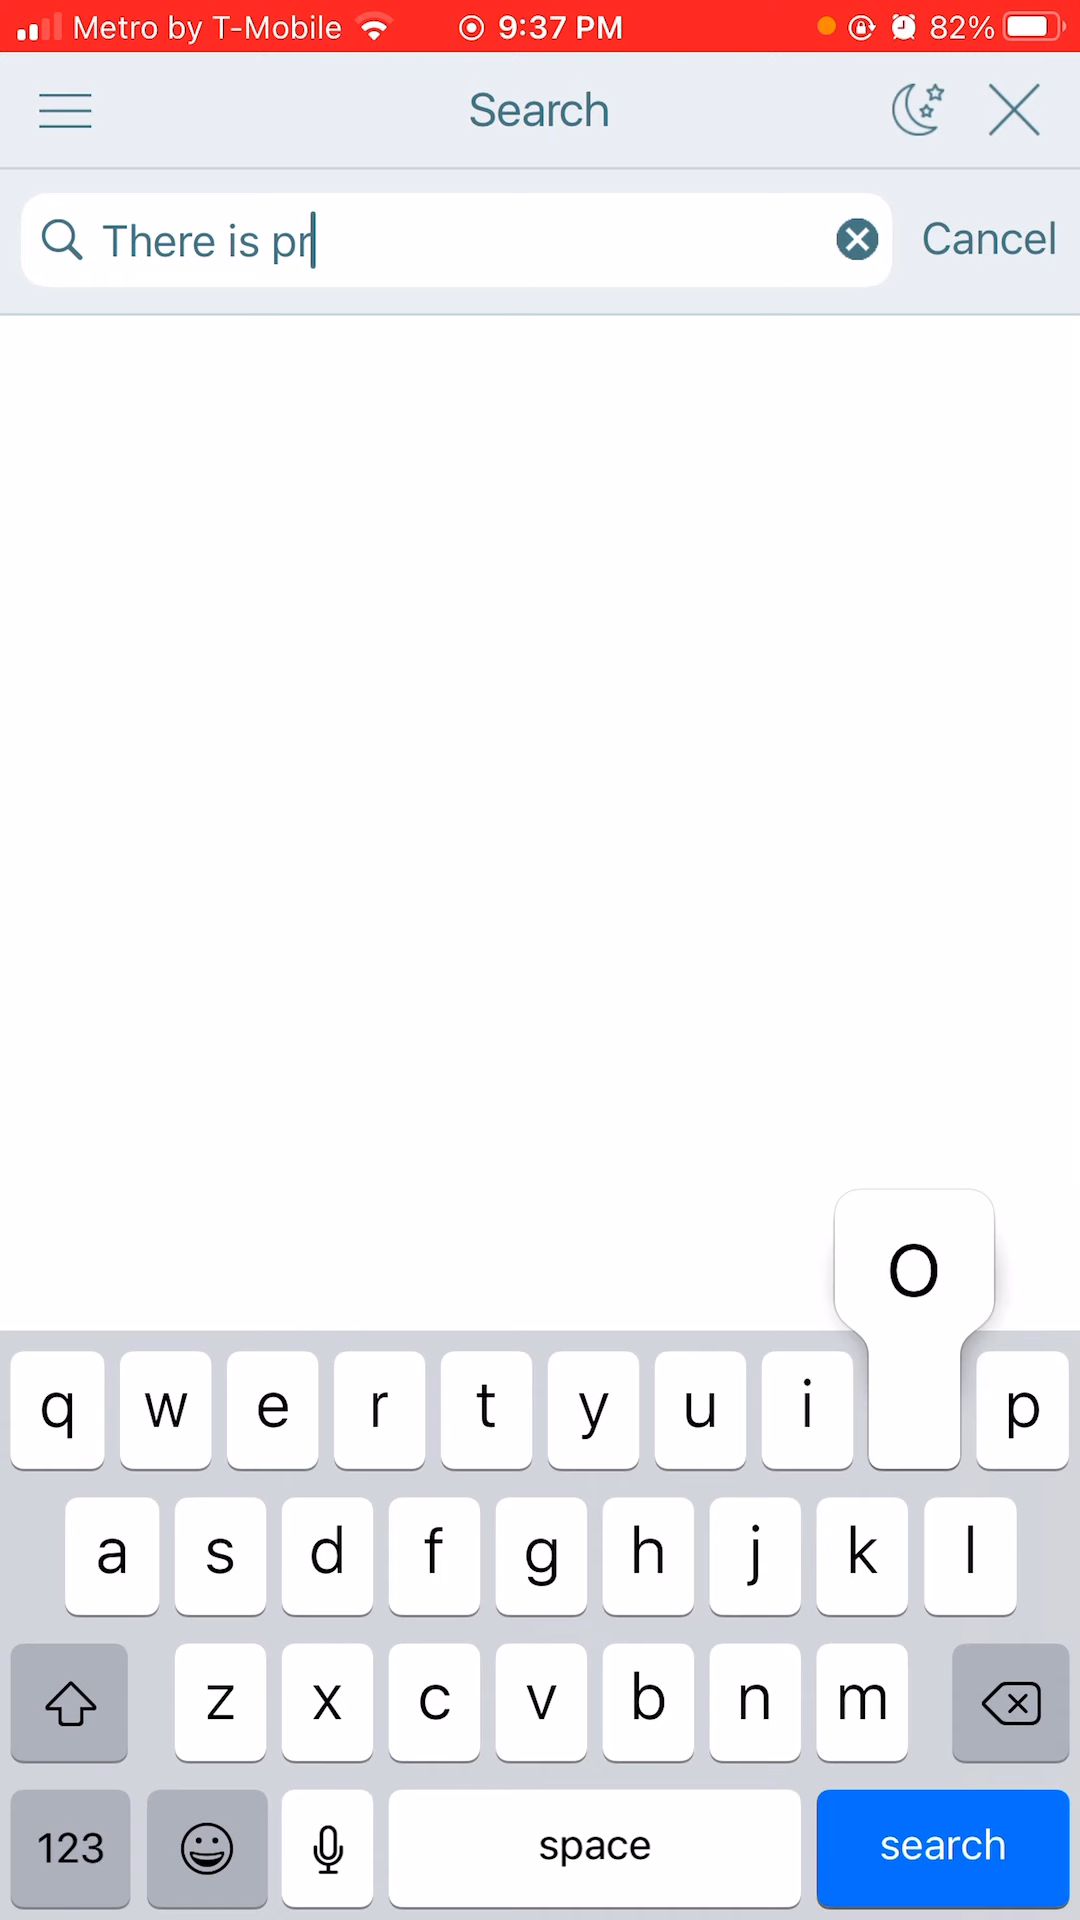 Metro by T-Mobile 9:37 PM 82%
Search
There is pr Cancel
O
q w e r t y u i p
a s d f g h j k l
z x c v b n m
123 space search